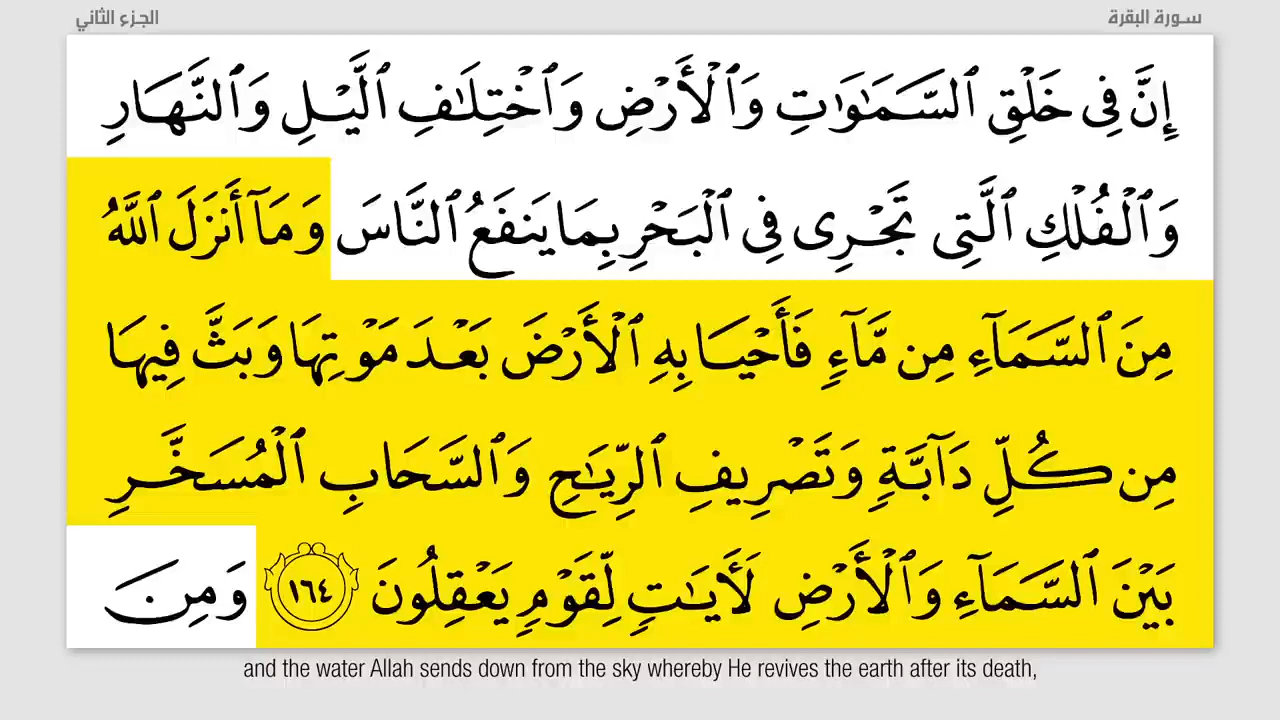 سورة البقرة
الجزء الثاني
إِنَّ فِى خَلْقِ ٱلسَّمَـٰوَٰتِ وَٱلْأَرْضِ وَٱخْتِلَـٰفِ ٱلَّيْلِ وَٱلنَّهَارِ
وَٱلْفُلْكِ ٱلَّتِى تَجْرِى فِى ٱلْبَحْرِ بِمَا يَنفَعُ ٱلنَّاسَ وَمَآ أَنزَلَ ٱللَّهُ
مِنَ ٱلسَّمَآءِ مِن مَّآءٍ فَأَحْيَا بِهِ ٱلْأَرْضَ بَعْدَ مَوْتِهَا وَبَثَّ فِيهَا
مِن كُلِّ دَآبَّةٍ وَتَصْرِيفِ ٱلرِّيَـٰحِ وَٱلسَّحَابِ ٱلْمُسَخَّرِ
بَيْنَ ٱلسَّمَآءِ وَٱلْأَرْضِ لَـَٔايَـٰتٍ لِّقَوْمٍ يَعْقِلُونَ ١٦٤ وَمِنَ
and the water Allah sends down from the sky whereby He revives the earth after its death,